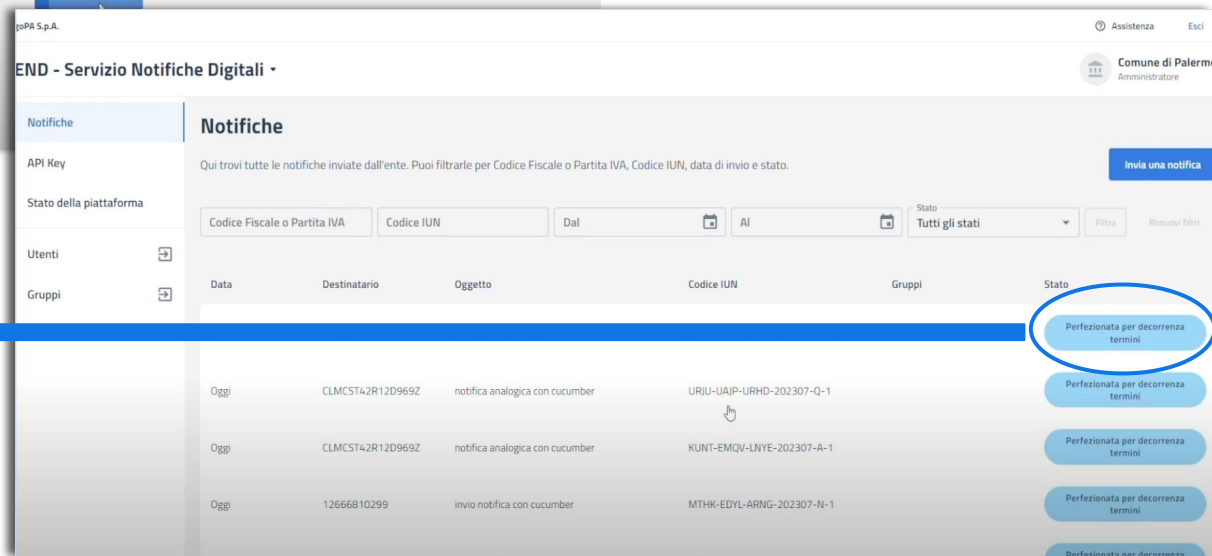 goPA S.p.A.
Assistenza
Esci
END - Servizio Notifiche Digitali
Comune di Palermo
Amministratore
Notifiche
API Key
Stato della piattaforma
Utenti
Gruppi
Notifiche
Qui trovi tutte le notifiche inviate dall'ente. Puoi filtrarle per Codice Fiscale o Partita IVA, Codice IUN, data di invio e stato.
Invia una notifica
Codice Fiscale o Partita IVA
Codice IUN
Dal
Al
Stato
Tutti gli stati
Filtra
Rimuovi filtri
Data Destinatario Oggetto Codice IUN Gruppi Stato
Perfezionata per decorrenza
termini
Oggi CLMCST42R12D969Z notifica analogica con cucumber URJU-UAJP-URHD-202307-Q-1 Perfezionata per decorrenza
termini
Oggi CLMCST42R12D969Z notifica analogica con cucumber KUNT-EMQV-LNYE-202307-A-1 Perfezionata per decorrenza
termini
Oggi 12666810299 invio notifica con cucumber MTHK-EDYL-ARNG-202307-N-1 Perfezionata per decorrenza
termini
Perfezionata per decorrenza